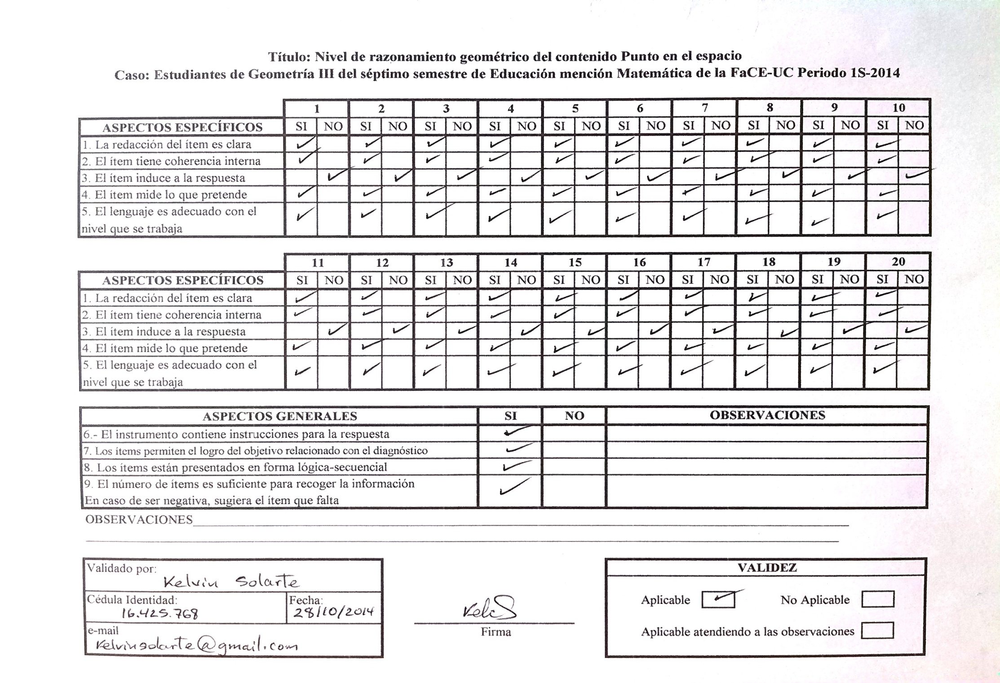 Título: Nivel de razonamiento geométrico del contenido Punto en el espacio
Caso: Estudiantes de Geometría III del séptimo semestre de Educación mención Matemática de la FaCE-UC Periodo 1S-2014
1 2 3 4 5 6 7 8 9 10
ASPECTOS ESPECÍFICOS SI NO SI NO SI NO SI NO SI NO SI NO SI NO SI NO SI NO SI NO
1. La redacción del ítem es clara ✓ ✓ ✓ ✓ ✓ ✓ ✓ ✓ ✓ ✓
2. El ítem tiene coherencia interna ✓ ✓ ✓ ✓ ✓ ✓ ✓ ✓ ✓ ✓
3. El ítem induce a la respuesta ✓ ✓ ✓ ✓ ✓ ✓ ✓ ✓ ✓ ✓
4. El ítem mide lo que pretende ✓ ✓ ✓ ✓ ✓ ✓ ✓ ✓ ✓ ✓
5. El lenguaje es adecuado con el ✓ ✓ ✓ ✓ ✓ ✓ ✓ ✓ ✓ ✓
nivel que se trabaja
11 12 13 14 15 16 17 18 19 20
ASPECTOS ESPECÍFICOS SI NO SI NO SI NO SI NO SI NO SI NO SI NO SI NO SI NO SI NO
1. La redacción del ítem es clara ✓ ✓ ✓ ✓ ✓ ✓ ✓ ✓ ✓ ✓
2. El ítem tiene coherencia interna ✓ ✓ ✓ ✓ ✓ ✓ ✓ ✓ ✓ ✓
3. El ítem induce a la respuesta ✓ ✓ ✓ ✓ ✓ ✓ ✓ ✓ ✓ ✓
4. El ítem mide lo que pretende ✓ ✓ ✓ ✓ ✓ ✓ ✓ ✓ ✓ ✓
5. El lenguaje es adecuado con el ✓ ✓ ✓ ✓ ✓ ✓ ✓ ✓ ✓ ✓
nivel que se trabaja
ASPECTOS GENERALES SI NO OBSERVACIONES
6.- El instrumento contiene instrucciones para la respuesta ✓
7. Los ítems permiten el logro del objetivo relacionado con el diagnóstico ✓
8. Los ítems están presentados en forma lógica-secuencial ✓
9. El número de ítems es suficiente para recoger la información ✓
En caso de ser negativa, sugiera el ítem que falta
OBSERVACIONES
Validado por:
Kelvin Solarte
Cédula Identidad: Fecha:
16.425.768 28/10/2014
e-mail
kelvinsolarte@gmail.com
KelS
Firma
VALIDEZ
Aplicable ✓ No Aplicable
Aplicable atendiendo a las observaciones